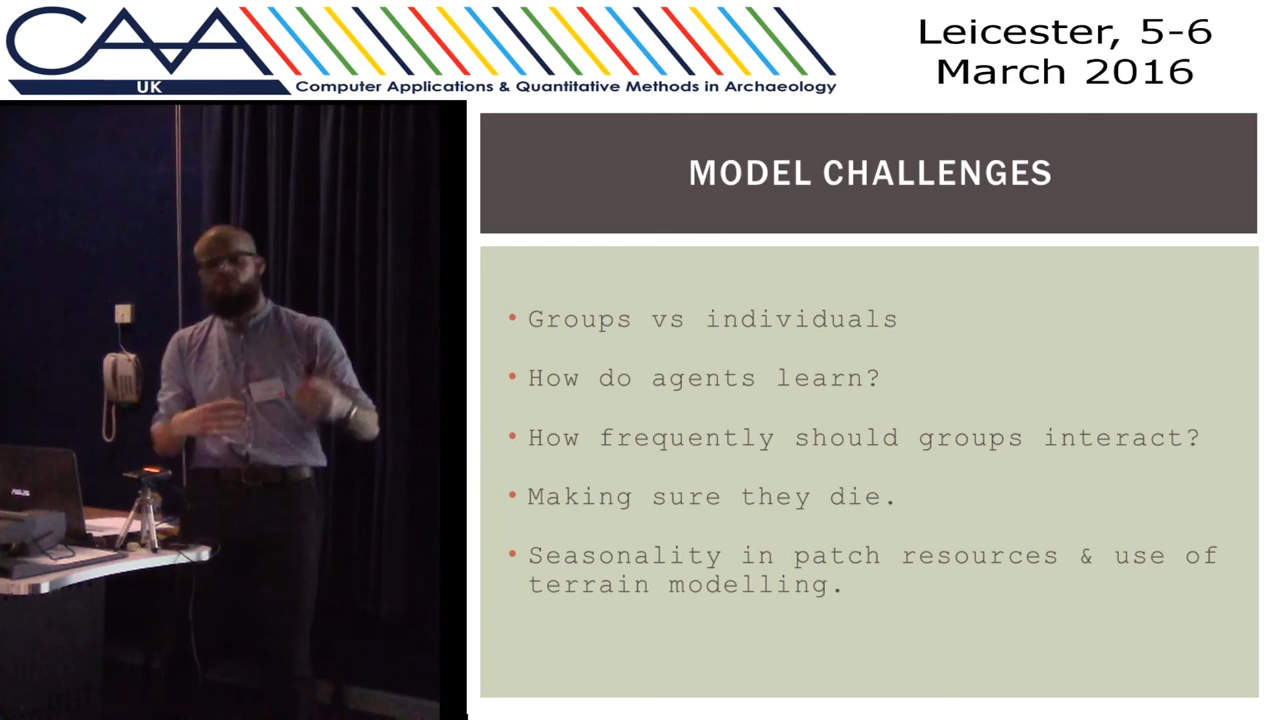 CAA
UK
Computer Applications & Quantitative Methods in Archaeology
Leicester, 5-6
March 2016
MODEL CHALLENGES
• Groups vs individuals
• How do agents learn?
• How frequently should groups interact?
• Making sure they die.
• Seasonality in patch resources & use of
terrain modelling.
ASUS